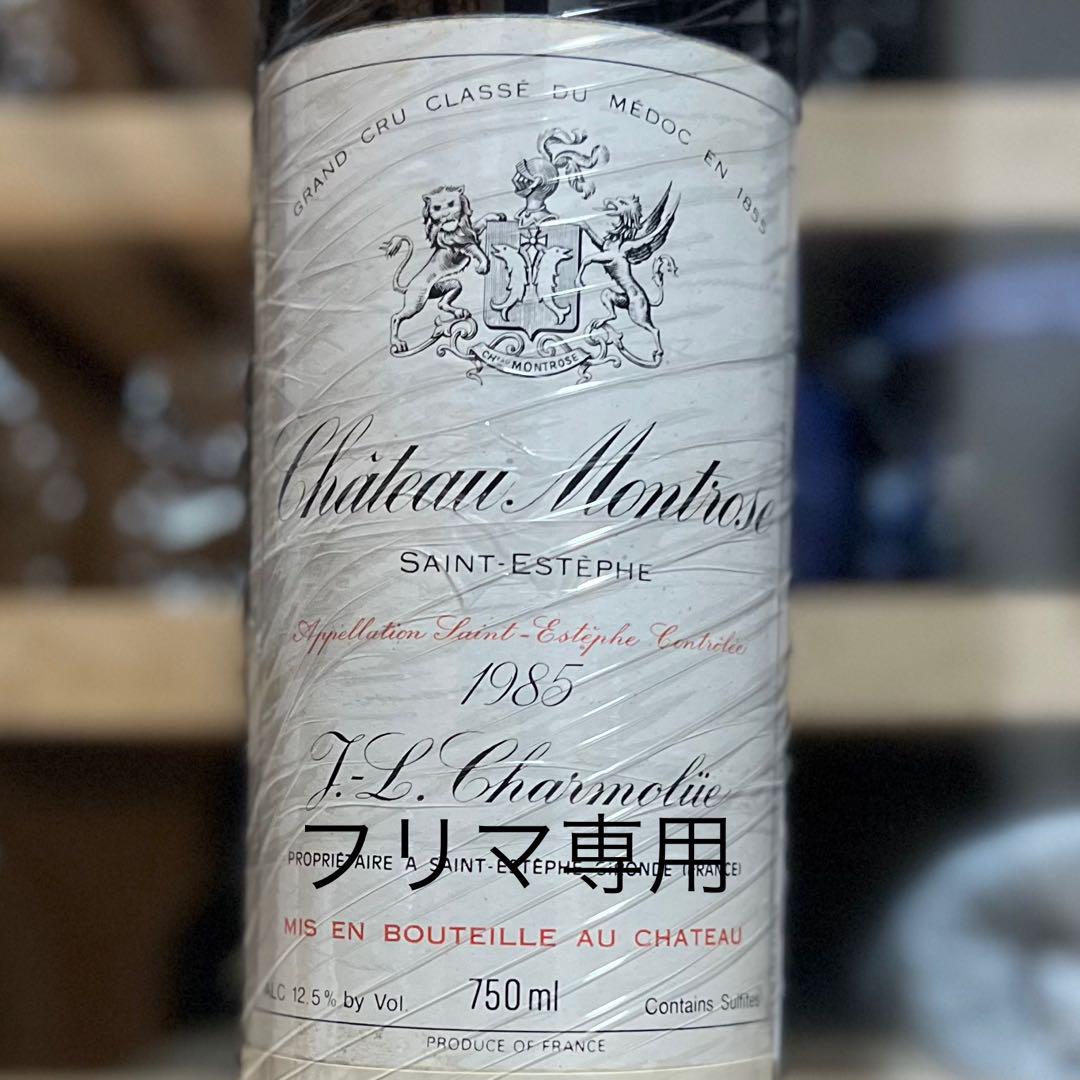 GRAND CRU CLASSÉ DU MÉDOC EN 1855
CHEAU MONTROSE
Château Montrose
SAINT-ESTÈPHE
Appellation Saint-Estèphe Contrôlée
1985
J.-L. Charmolüe
フリマ専用
PROPRIÉTAIRE A SAINT-ESTÈPHE GIRONDE (FRANCE)
MIS EN BOUTEILLE AU CHATEAU
ALC 12.5% by Vol. 750 ml Contains Sulfites
PRODUCE OF FRANCE